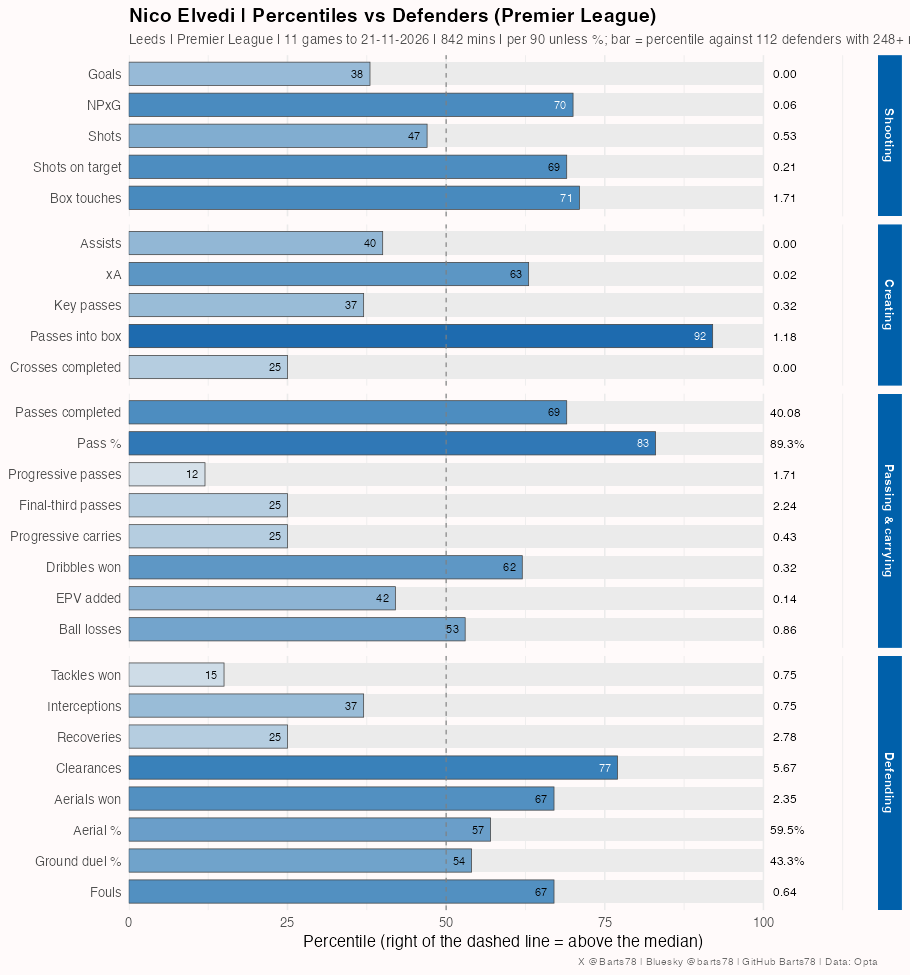 Nico Elvedi | Percentiles vs Defenders (Premier League)
Leeds | Premier League | 11 games to 21-11-2026 | 842 mins | per 90 unless %; bar = percentile against 112 defenders with 248+
Shooting
Goals 38 0.00
NPxG 70 0.06
Shots 47 0.53
Shots on target 69 0.21
Box touches 71 1.71
Creating
Assists 40 0.00
xA 63 0.02
Key passes 37 0.32
Passes into box 92 1.18
Crosses completed 25 0.00
Passing & carrying
Passes completed 69 40.08
Pass % 83 89.3%
Progressive passes 12 1.71
Final-third passes 25 2.24
Progressive carries 25 0.43
Dribbles won 62 0.32
EPV added 42 0.14
Ball losses 53 0.86
Defending
Tackles won 15 0.75
Interceptions 37 0.75
Recoveries 25 2.78
Clearances 77 5.67
Aerials won 67 2.35
Aerial % 57 59.5%
Ground duel % 54 43.3%
Fouls 67 0.64
0 25 50 75 100
Percentile (right of the dashed line = above the median)
X @Barts78 | Bluesky @barts78 | GitHub Barts78 | Data: Opta